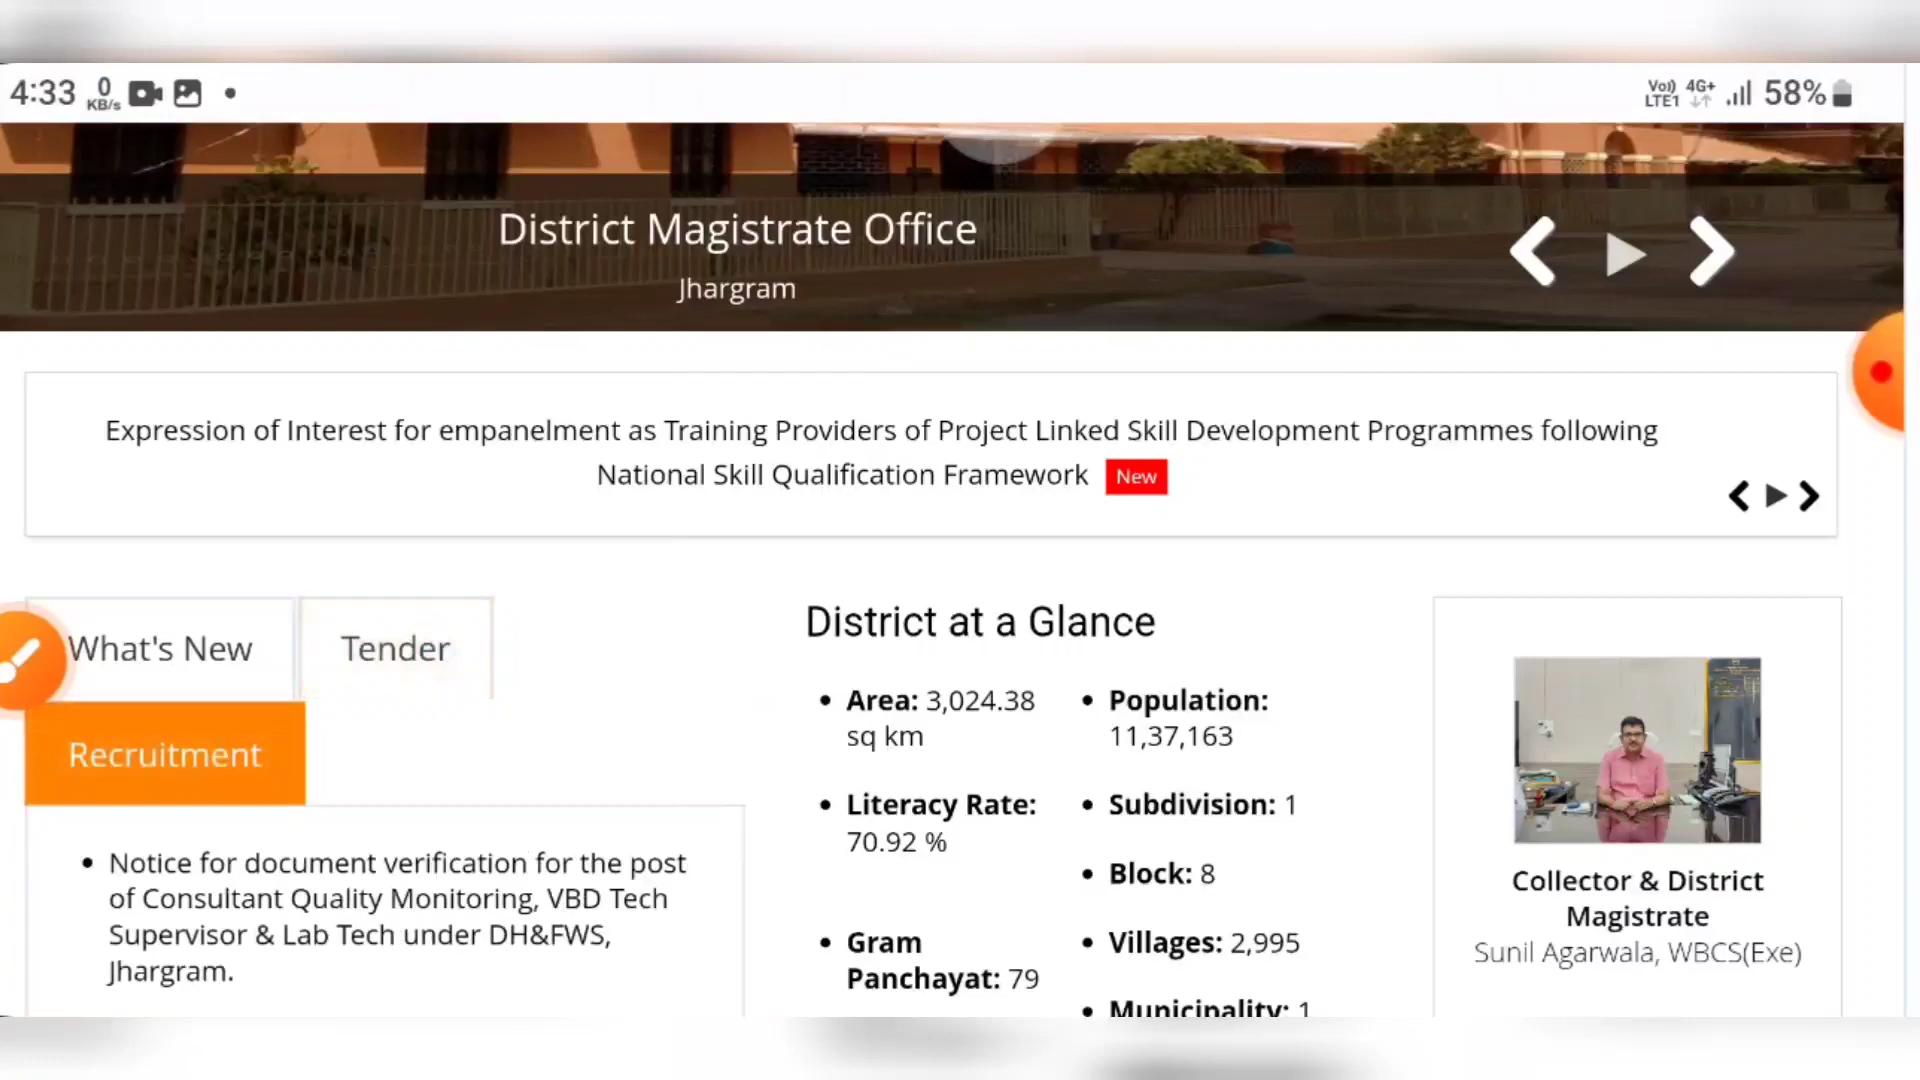 4:33 0 KB/s Vo)) LTE1 4G+ 58%
District Magistrate Office
Jhargram
Expression of Interest for empanelment as Training Providers of Project Linked Skill Development Programmes following
National Skill Qualification Framework New
What's New
Tender
Recruitment
• Notice for document verification for the post
of Consultant Quality Monitoring, VBD Tech
Supervisor & Lab Tech under DH&FWS,
Jhargram.
District at a Glance
• Area: 3,024.38
sq km
• Literacy Rate:
70.92 %
• Gram
Panchayat: 79
• Population:
11,37,163
• Subdivision: 1
• Block: 8
• Villages: 2,995
• Municipality: 1
Collector & District
Magistrate
Sunil Agarwala, WBCS(Exe)